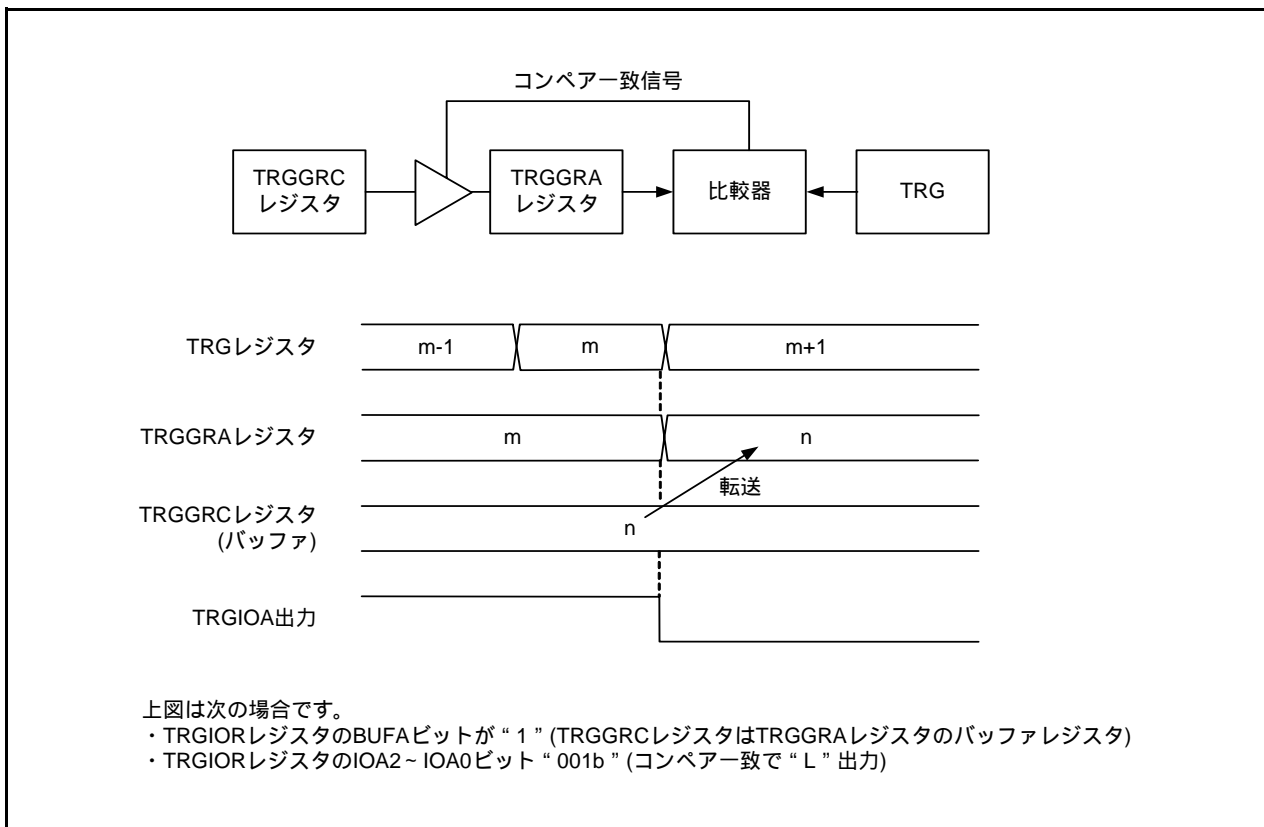 コンペア一致信号
TRGGRC
レジスタ
TRGGRA
レジスタ
比較器
TRG
TRGレジスタ
m-1
m
m+1
TRGGRAレジスタ
m
n
転送
TRGGRCレジスタ
(バッファ)
n
TRGIOA出力
上図は次の場合です。
・TRGIORレジスタのBUFAビットが“1”(TRGGRCレジスタはTRGGRAレジスタのバッファレジスタ)
・TRGIORレジスタのIOA2~IOA0ビット“001b”(コンペア一致で“L”出力)